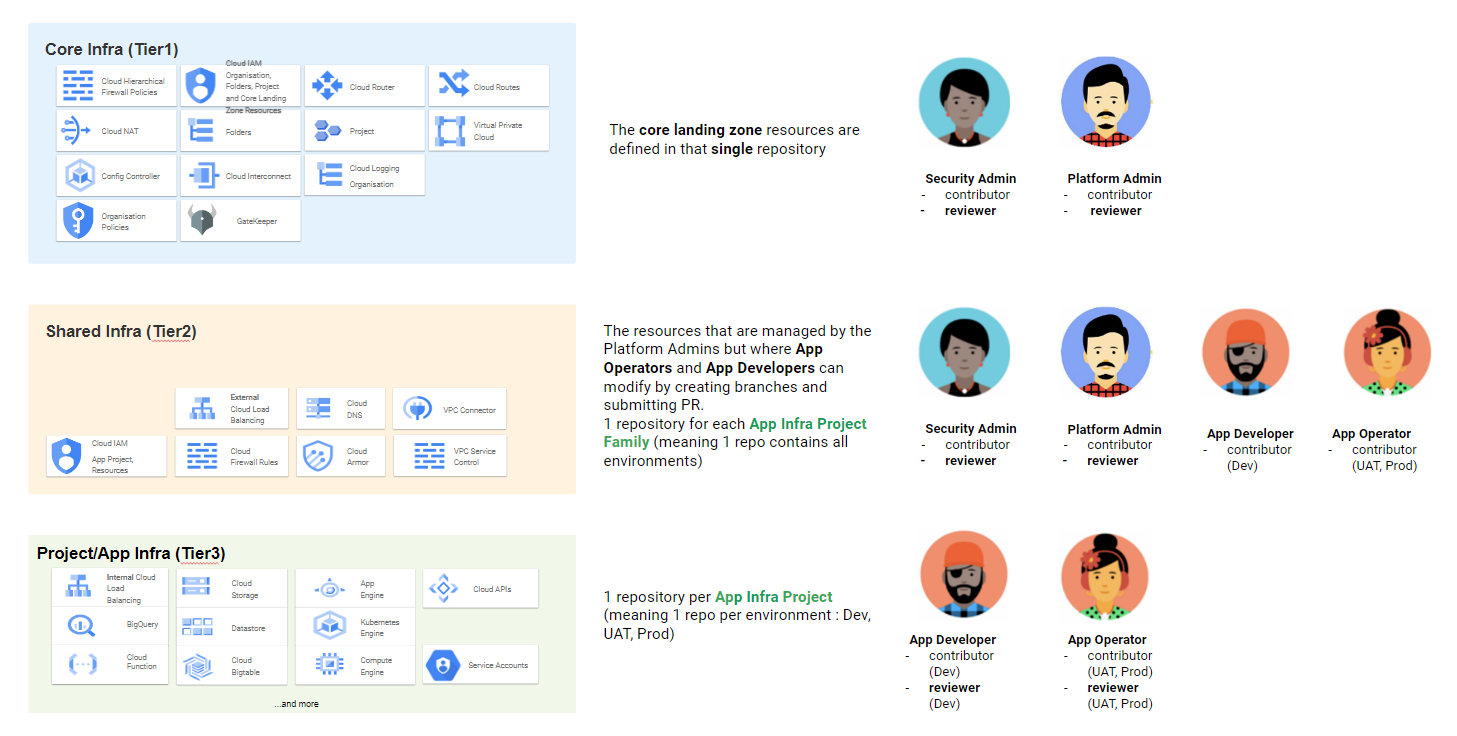 Core Infra (Tier1)
Cloud Hierarchical
Firewall Policies
Cloud IAM
Organisation,
Folders, Project
and Core Landing
Zone Resources
Cloud Router
Cloud Routes
Cloud NAT
Folders
Project
Virtual Private
Cloud
Config Controller
Cloud Interconnect
Cloud Logging
Organisation
Organisation
Policies
GateKeeper
The core landing zone resources are
defined in that single repository
Security Admin
- contributor
- reviewer
Platform Admin
- contributor
- reviewer
Shared Infra (Tier2)
External
Cloud Load
Balancing
Cloud
DNS
VPC Connector
Cloud IAM
App Project,
Resources
Cloud
Firewall Rules
Cloud
Armor
VPC Service
Control
The resources that are managed by the
Platform Admins but where App
Operators and App Developers can
modify by creating branches and
submitting PR.
1 repository for each App Infra Project
Family (meaning 1 repo contains all
environments)
Security Admin
- contributor
- reviewer
Platform Admin
- contributor
- reviewer
App Developer
- contributor
(Dev)
App Operator
- contributor
(UAT, Prod)
Project/App Infra (Tier3)
Internal Cloud
Load
Balancing
Cloud
Storage
App
Engine
Cloud APIs
BigQuery
Datastore
Kubernetes
Engine
Cloud
Function
Cloud
Bigtable
Compute
Engine
Service Accounts
...and more
1 repository per App Infra Project
(meaning 1 repo per environment : Dev,
UAT, Prod)
App Developer
- contributor
(Dev)
- reviewer
(Dev)
App Operator
- contributor
(UAT, Prod)
- reviewer
(UAT, Prod)